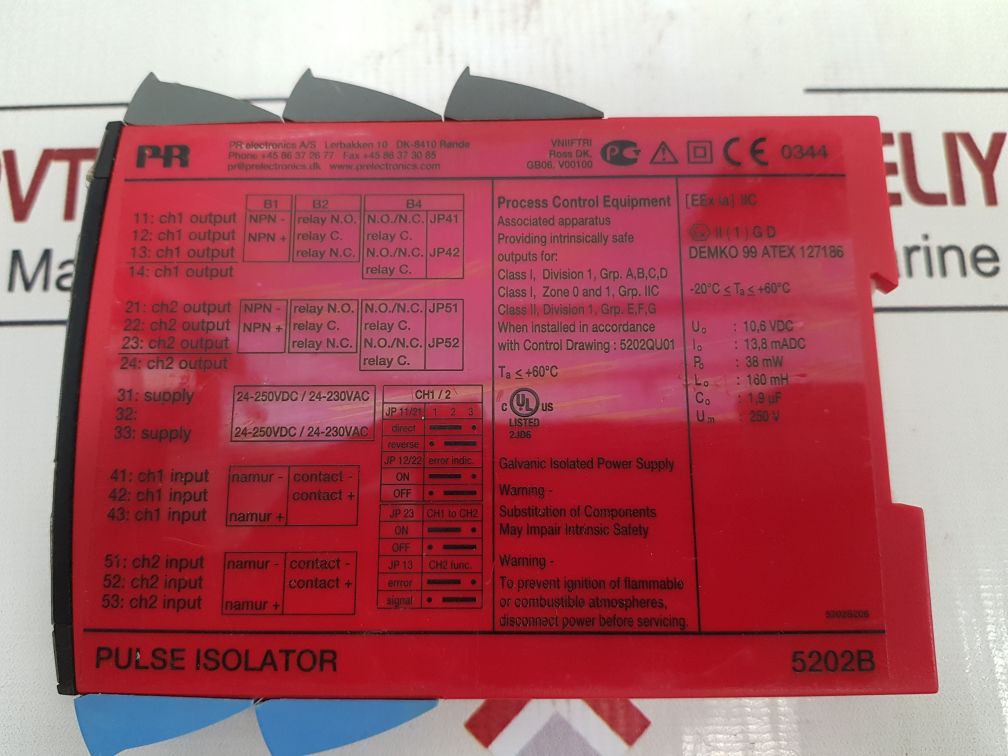 PR
PR electronics A/S Lerbakken 10 DK-8410 Rønde
Phone +45 86 37 26 77 Fax +45 86 37 30 85
pr@prelectronics.dk www.prelectronics.com
VNIIFTRI
Ross DK.
GB06. V00100
CE 0344
B1 B2 B4
11: ch1 output NPN - relay N.O. N.O./N.C. JP41
12: ch1 output NPN + relay C. relay C.
13: ch1 output relay N.O. N.O./N.C. JP42
14: ch1 output relay C.
21: ch2 output NPN - relay N.O. N.O./N.C. JP51
22: ch2 output NPN + relay C. relay C.
23: ch2 output relay N.O. N.O./N.C. JP52
24: ch2 output relay C.
31: supply 24-250VDC / 24-230VAC
32:
33: supply 24-250VDC / 24-230VAC
41: ch1 input namur - contact -
42: ch1 input contact +
43: ch1 input namur +
51: ch2 input namur - contact -
52: ch2 input contact +
53: ch2 input namur +
CH1 / 2
JP 11/21 1 2 3
direct
reverse
JP 12/22 error indic.
ON
OFF
JP 23 CH1 to CH2
ON
OFF
JP 13 CH2 func.
error
signal
Process Control Equipment
Associated apparatus
Providing intrinsically safe
outputs for:
Class I, Division 1, Grp. A,B,C,D
Class I, Zone 0 and 1, Grp. IIC
Class II, Division 1, Grp. E,F,G
When installed in accordance
with Control Drawing : 5202QU01
Ta ≤ +60°C
C UL US
LISTED
2JD6
Galvanic Isolated Power Supply
Warning -
Substitution of Components
May Impair Intrinsic Safety
Warning -
To prevent ignition of flammable
or combustible atmospheres,
disconnect power before servicing.
[EEx ia] IIC
Ex II (1) G D
DEMKO 99 ATEX 127186
-20°C ≤ Ta ≤ +60°C
Uo : 10,6 VDC
Io : 13,8 mADC
Po : 38 mW
Lo : 160 mH
Co : 1,9 µF
Um : 250 V
5202B206
PULSE ISOLATOR 5202B
VT
Ma
ELIY
arine